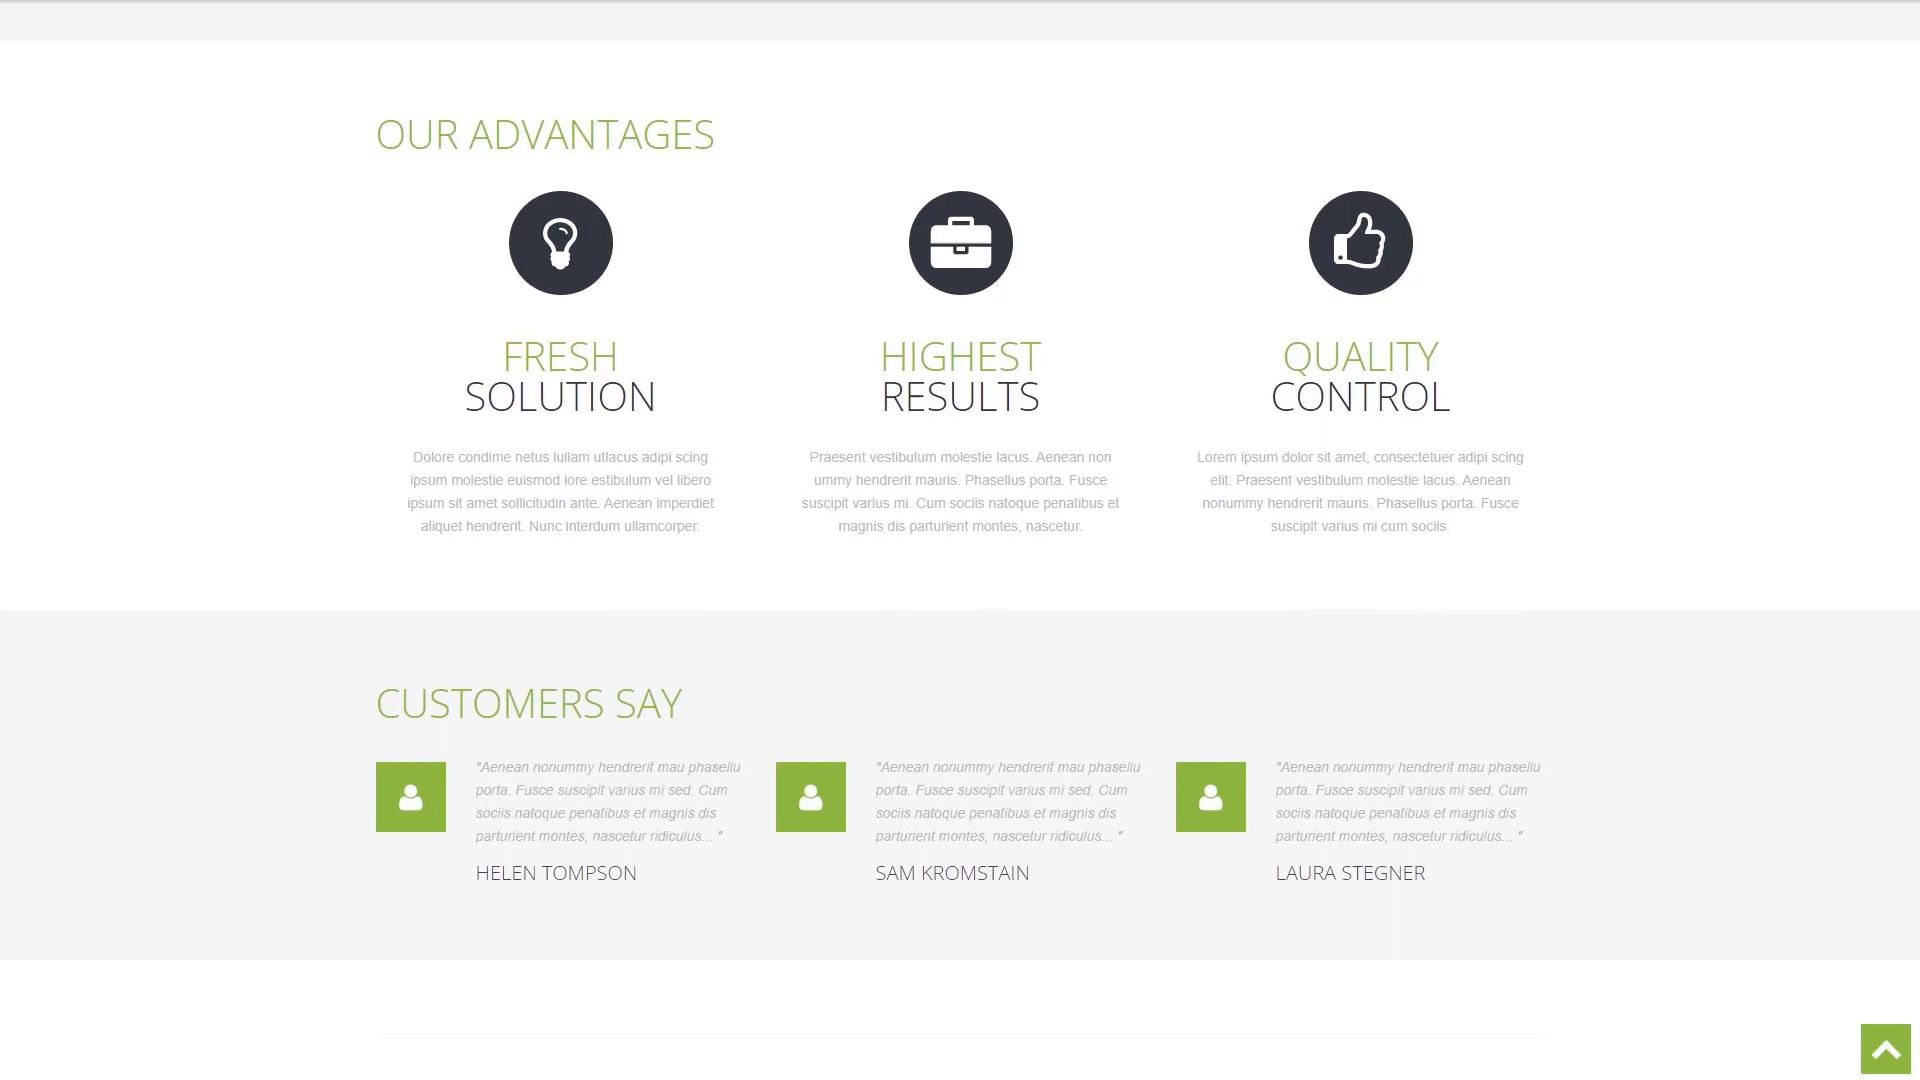 OUR ADVANTAGES
FRESH
SOLUTION
Dolore condime netus lullam utlacus adipi scing
ipsum molestie euismod lore estibulum vel libero
ipsum sit amet sollicitudin ante. Aenean imperdiet
aliquet hendrerit. Nunc interdum ullamcorper.
HIGHEST
RESULTS
Praesent vestibulum molestie lacus. Aenean non
ummy hendrerit mauris. Phasellus porta. Fusce
suscipit varius mi. Cum sociis natoque penatibus et
magnis dis parturient montes, nascetur.
QUALITY
CONTROL
Lorem ipsum dolor sit amet, consectetuer adipi scing
elit. Praesent vestibulum molestie lacus. Aenean
nonummy hendrerit mauris. Phasellus porta. Fusce
suscipit varius mi cum sociis.
CUSTOMERS SAY
"Aenean nonummy hendrerit mau phasellu
porta. Fusce suscipit varius mi sed. Cum
sociis natoque penatibus et magnis dis
parturient montes, nascetur ridiculus... "
HELEN TOMPSON
"Aenean nonummy hendrerit mau phasellu
porta. Fusce suscipit varius mi sed. Cum
sociis natoque penatibus et magnis dis
parturient montes, nascetur ridiculus... "
SAM KROMSTAIN
"Aenean nonummy hendrerit mau phasellu
porta. Fusce suscipit varius mi sed. Cum
sociis natoque penatibus et magnis dis
parturient montes, nascetur ridiculus... "
LAURA STEGNER